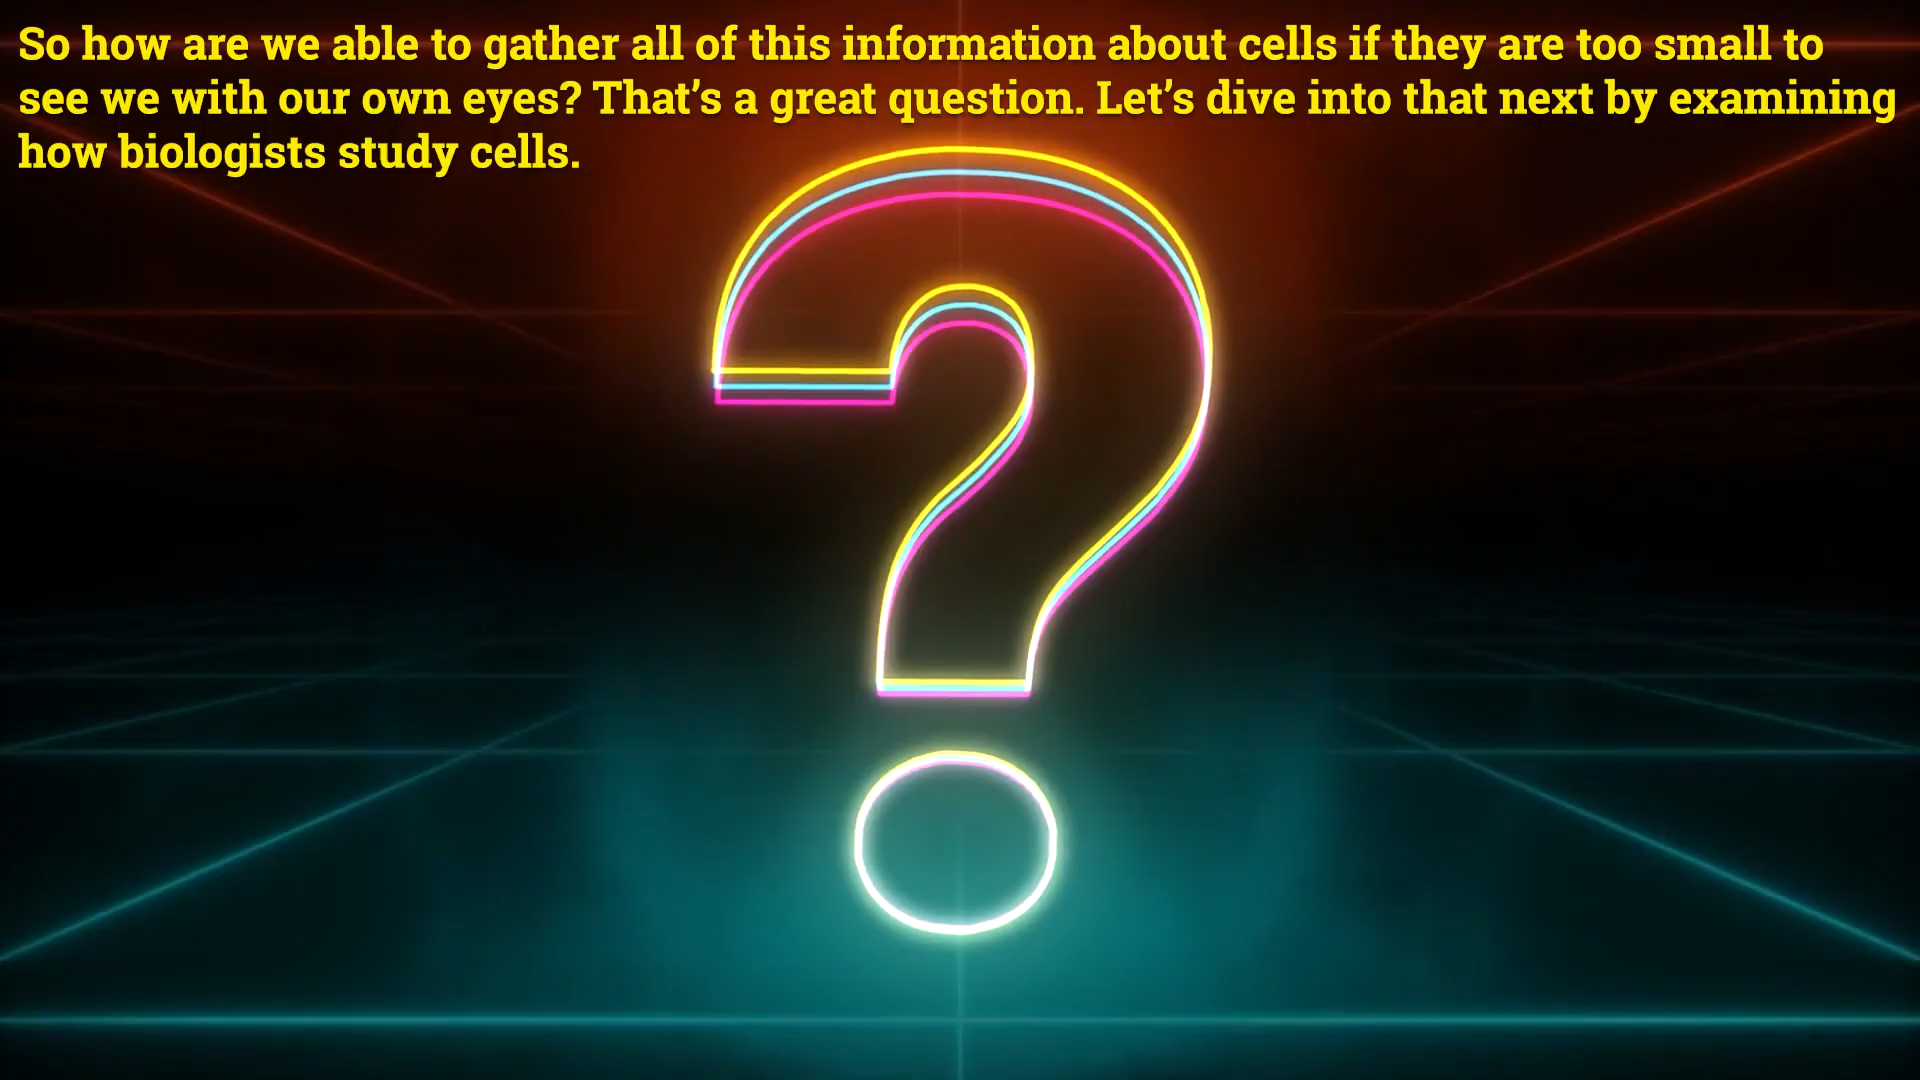 So how are we able to gather all of this information about cells if they are too small to
see we with our own eyes? That’s a great question. Let’s dive into that next by examining
how biologists study cells.
?